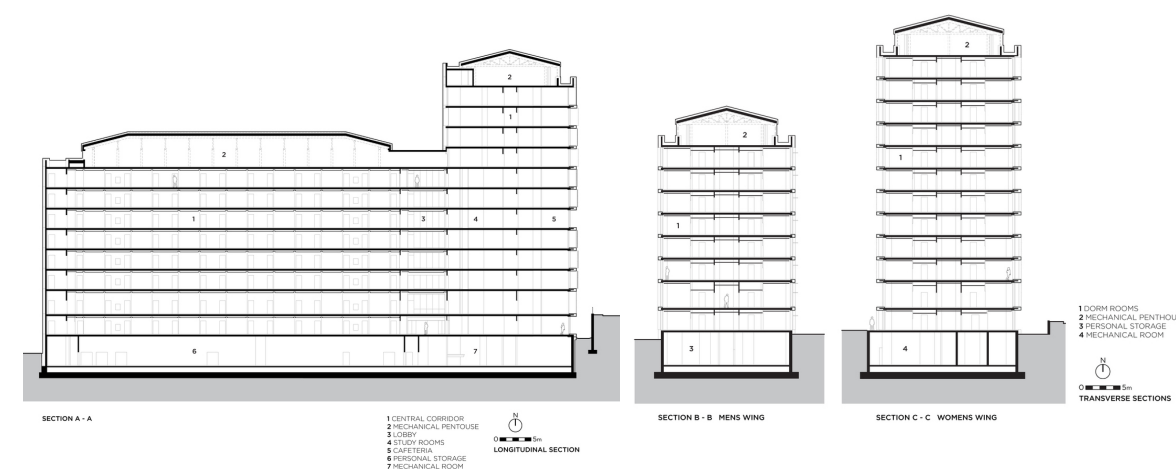 2
1
2
1
3
4
5
6
7
SECTION A - A
1 CENTRAL CORRIDOR
2 MECHANICAL PENTOUSE
3 LOBBY
4 STUDY ROOMS
5 CAFETERIA
6 PERSONAL STORAGE
7 MECHANICAL ROOM
N
0 5m
LONGITUDINAL SECTION
2
1
3
SECTION B - B MENS WING
2
1
4
SECTION C - C WOMENS WING
1 DORM ROOMS
2 MECHANICAL PENTHOU
3 PERSONAL STORAGE
4 MECHANICAL ROOM
N
0 5m
TRANSVERSE SECTIONS